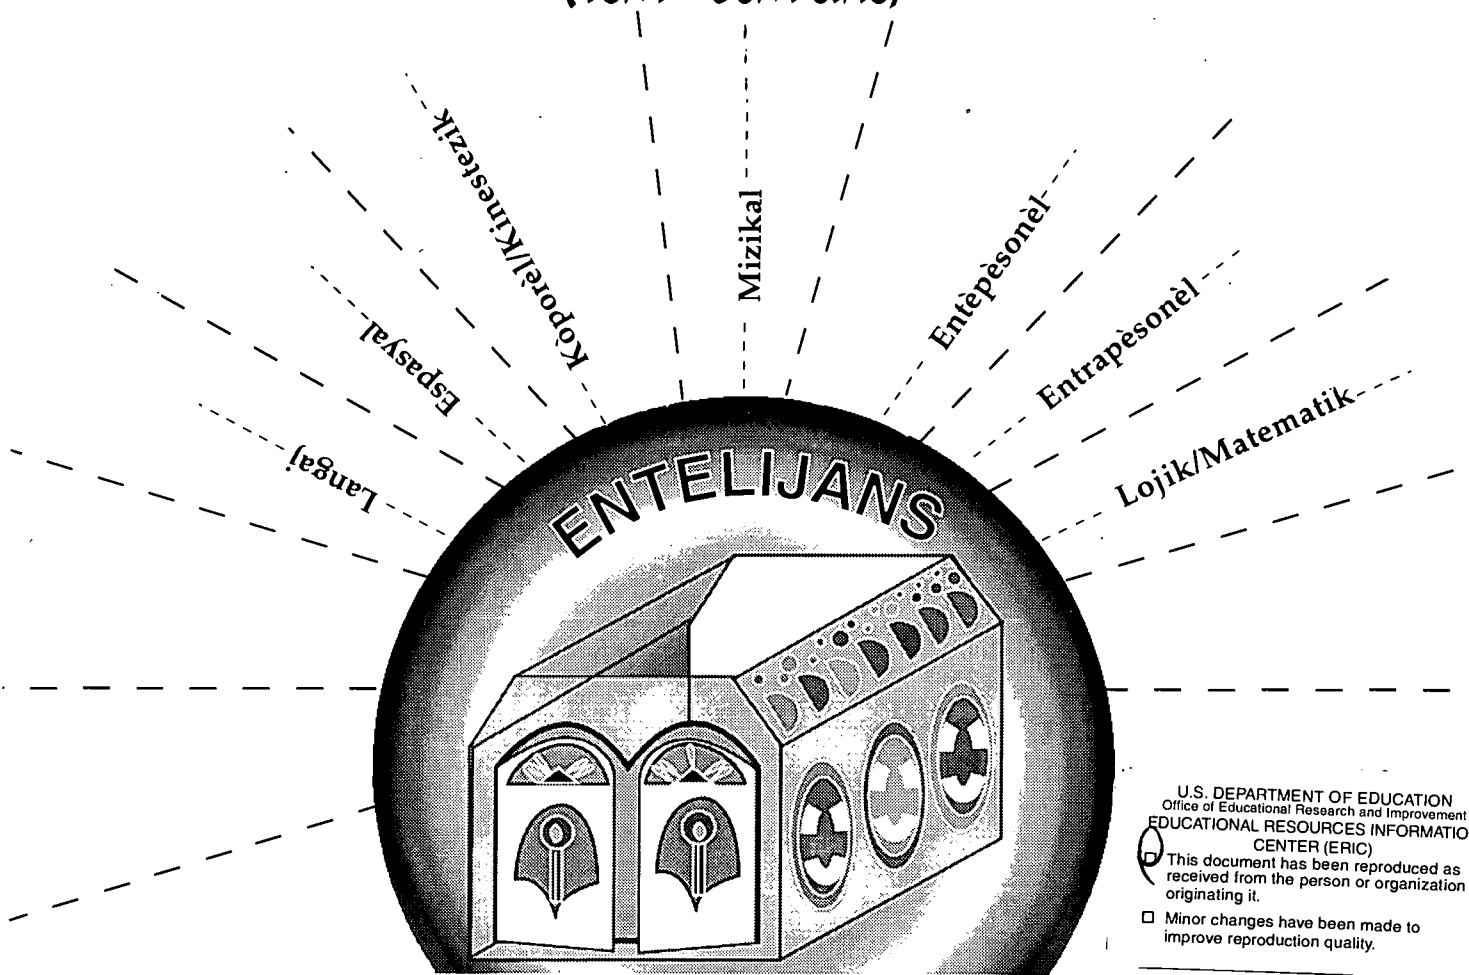 Langaj
Espasyal
Kòporèl/Kinestezik
Mizikal
Entèpèsonèl
Entrapèsonèl
Lojik/Matematik
ENTELIJANS
U.S. DEPARTMENT OF EDUCATION
Office of Educational Research and Improvement
EDUCATIONAL RESOURCES INFORMATIO
CENTER (ERIC)
This document has been reproduced as
received from the person or organization
originating it.
Minor changes have been made to
improve reproduction quality.